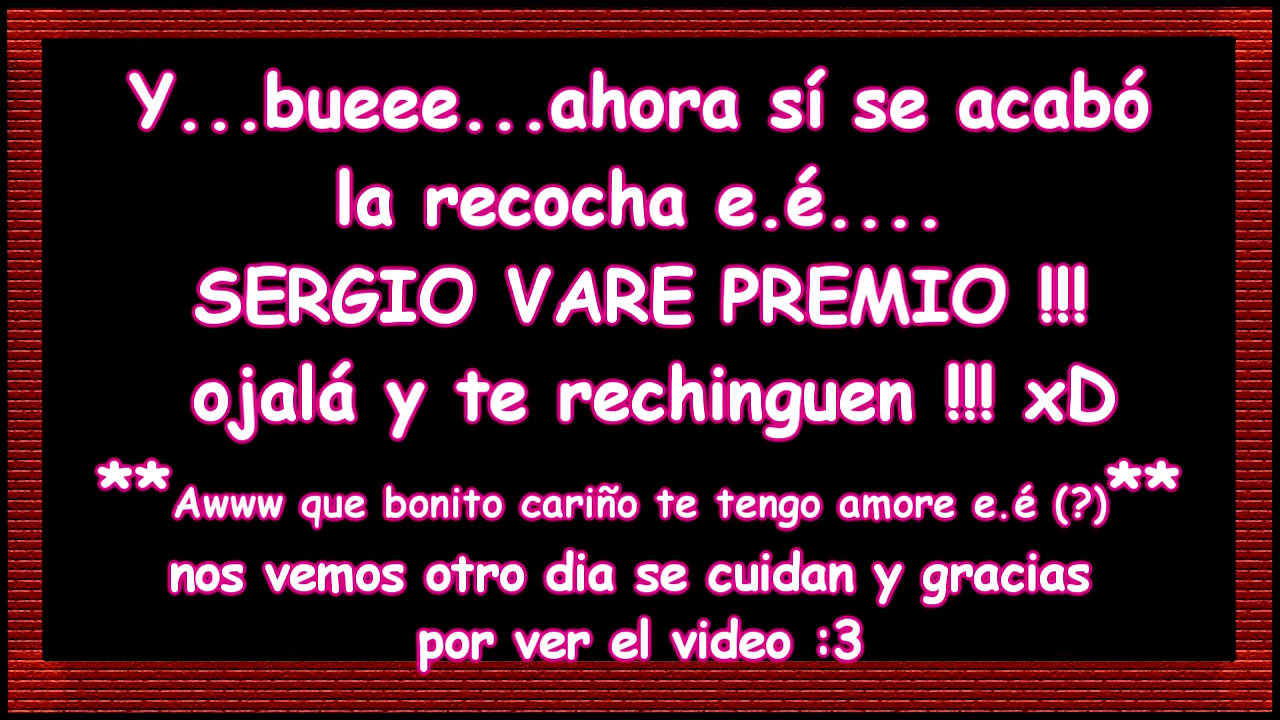 Y...bueee...ahora sí se acabó
la recocha e.é....
SERGIO VARE PREMIO !!!
ojalá y te rechingien !!! xD
**Awww que bonito cariño te tengo amore e.é (?)**
nos vemos otro dia se cuidan gracias
por ver el video :3